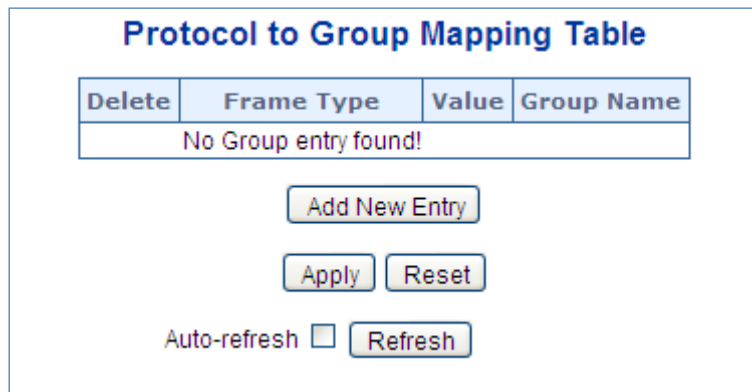 Protocol to Group Mapping Table
Delete Frame Type Value Group Name
No Group entry found!
Add New Entry
Apply Reset
Auto-refresh Refresh